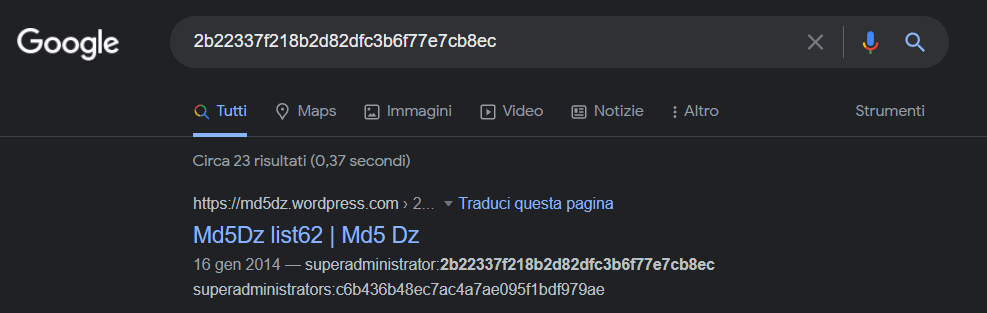 Google 2b22337f218b2d82dfc3b6f77e7cb8ec
Tutti Maps Immagini Video Notizie Altro Strumenti
Circa 23 risultati (0,37 secondi)
https://md5dz.wordpress.com › 2... Traduci questa pagina
Md5Dz list62 | Md5 Dz
16 gen 2014 — superadministrator:2b22337f218b2d82dfc3b6f77e7cb8ec
superadministrators:c6b436b48ec7ac4a7ae095f1bdf979ae